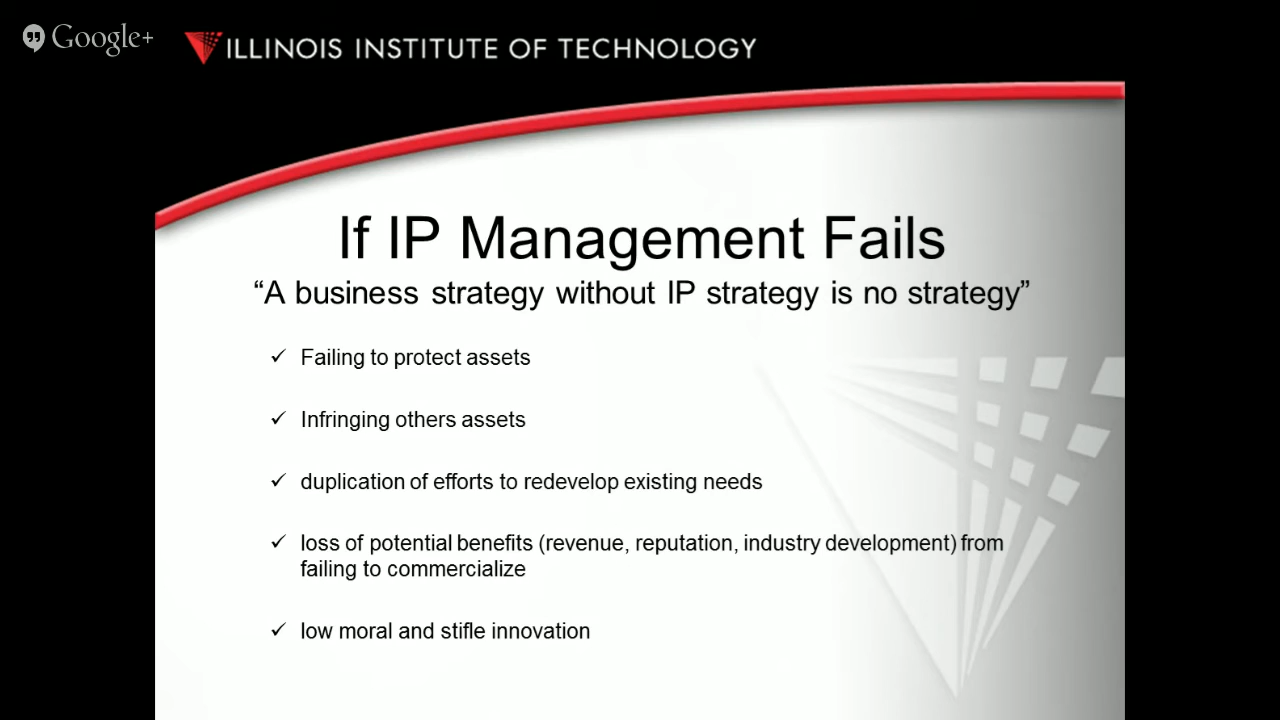 Google+
ILLINOIS INSTITUTE OF TECHNOLOGY
If IP Management Fails
“A business strategy without IP strategy is no strategy”
✓ Failing to protect assets
✓ Infringing others assets
✓ duplication of efforts to redevelop existing needs
✓ loss of potential benefits (revenue, reputation, industry development) from
failing to commercialize
✓ low moral and stifle innovation